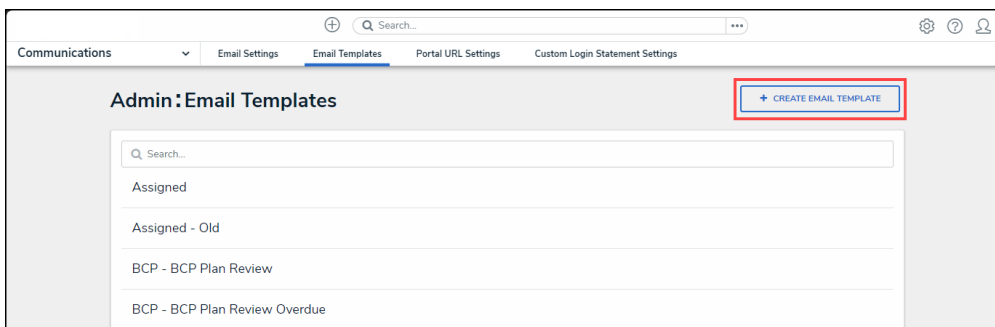 Search...
Communications Email Settings Email Templates Portal URL Settings Custom Login Statement Settings
Admin:Email Templates
+ CREATE EMAIL TEMPLATE
Search...
Assigned
Assigned - Old
BCP - BCP Plan Review
BCP - BCP Plan Review Overdue